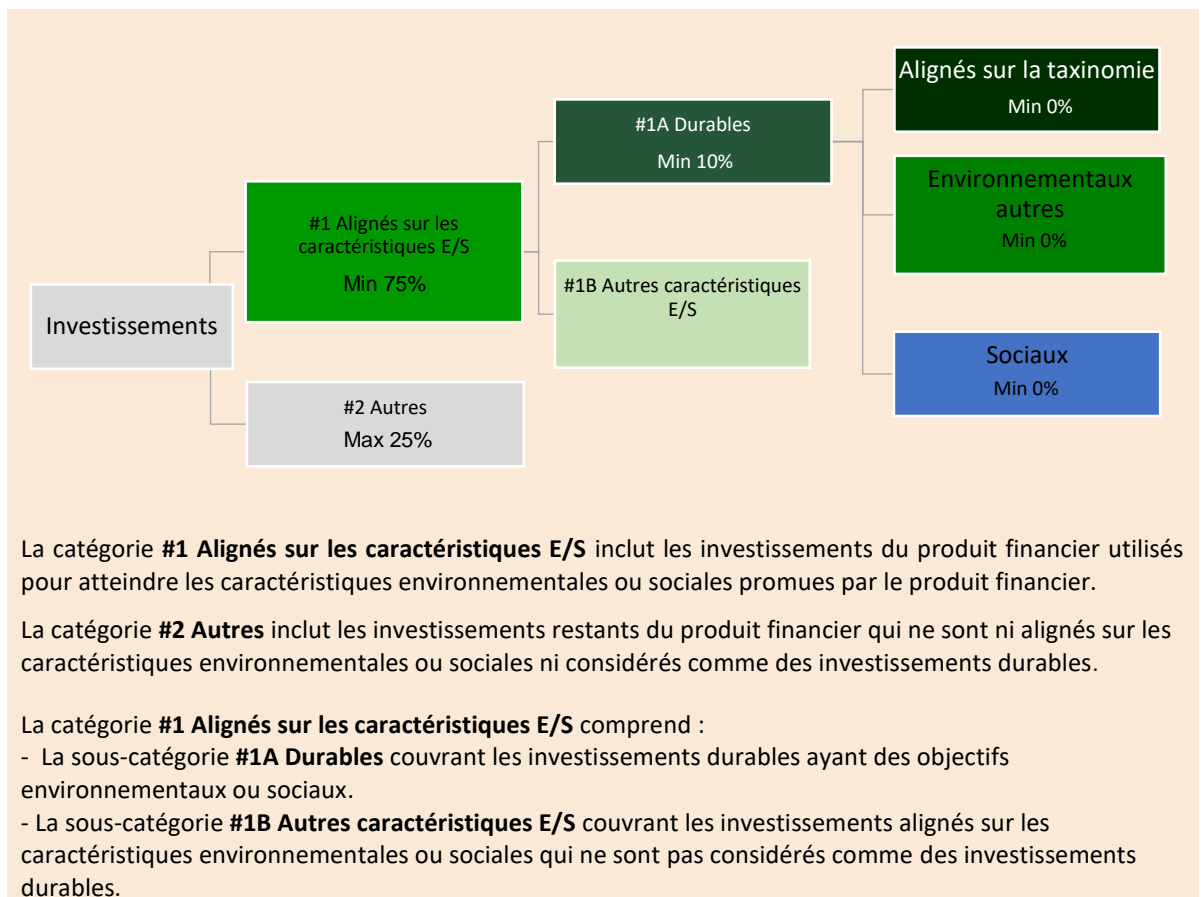 Investissements
#1 Alignés sur les
caractéristiques E/S
Min 75%
#2 Autres
Max 25%
#1A Durables
Min 10%
#1B Autres caractéristiques
E/S
Alignés sur la taxinomie
Min 0%
Environnementaux
autres
Min 0%
Sociaux
Min 0%
La catégorie #1 Alignés sur les caractéristiques E/S inclut les investissements du produit financier utilisés
pour atteindre les caractéristiques environnementales ou sociales promues par le produit financier.
La catégorie #2 Autres inclut les investissements restants du produit financier qui ne sont ni alignés sur les
caractéristiques environnementales ou sociales ni considérés comme des investissements durables.
La catégorie #1 Alignés sur les caractéristiques E/S comprend :
- La sous-catégorie #1A Durables couvrant les investissements durables ayant des objectifs
environnementaux ou sociaux.
- La sous-catégorie #1B Autres caractéristiques E/S couvrant les investissements alignés sur les
caractéristiques environnementales ou sociales qui ne sont pas considérés comme des investissements
durables.